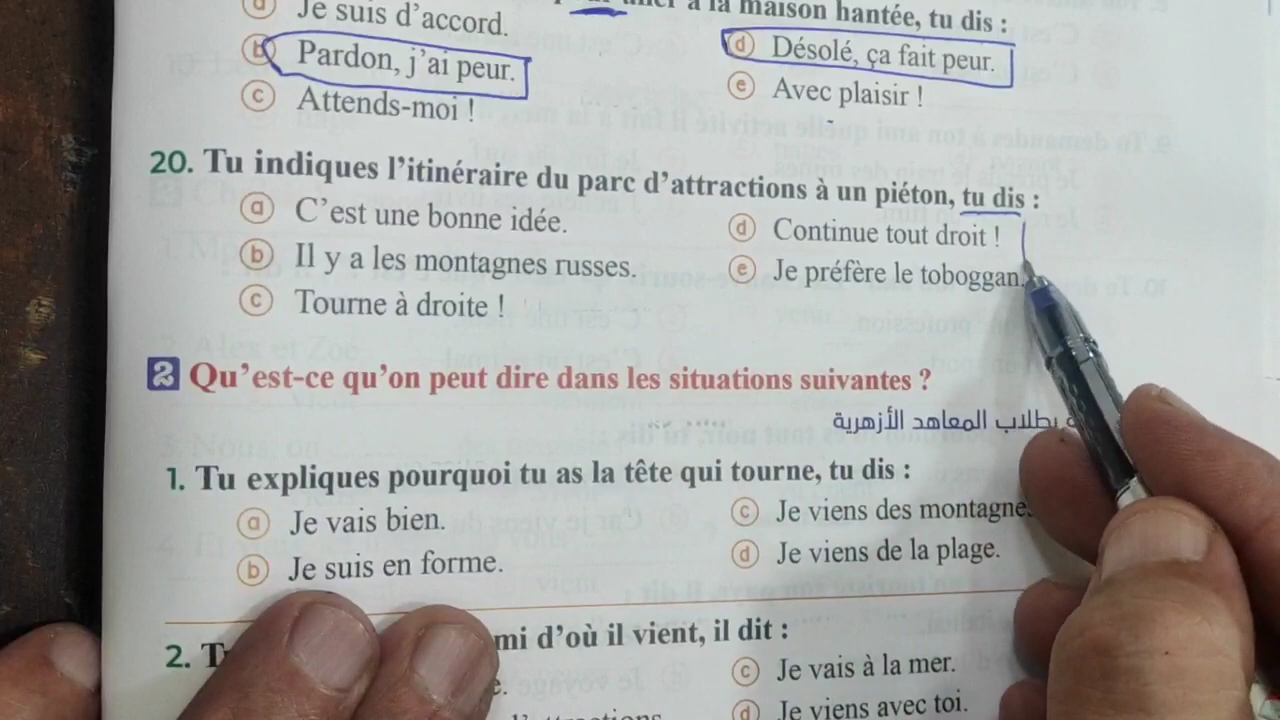 à la maison hantée, tu dis :
a Je suis d'accord.
b Pardon, j'ai peur.
c Attends-moi !
d Désolé, ça fait peur.
e Avec plaisir !
20. Tu indiques l'itinéraire du parc d'attractions à un piéton, tu dis :
a C'est une bonne idée.
b Il y a les montagnes russes.
c Tourne à droite !
d Continue tout droit !
e Je préfère le toboggan.
2 Qu'est-ce qu'on peut dire dans les situations suivantes ?
بطلاب المعاهد الأزهرية
1. Tu expliques pourquoi tu as la tête qui tourne, tu dis :
a Je vais bien.
b Je suis en forme.
c Je viens des montagne
d Je viens de la plage.
2. T mi d'où il vient, il dit :
c Je vais à la mer.
d Je viens avec toi.